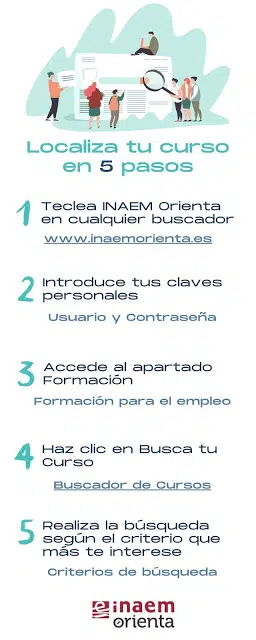 Localiza tu curso
en 5 pasos
1 Teclea INAEM Orienta
en cualquier buscador
www.inaemorienta.es
2 Introduce tus claves
personales
Usuario y Contraseña
3 Accede al apartado
Formación
Formación para el empleo
4 Haz clic en Busca tu
Curso
Buscador de Cursos
5 Realiza la búsqueda
según el criterio que
más te interese
Criterios de búsqueda
inaem
orienta